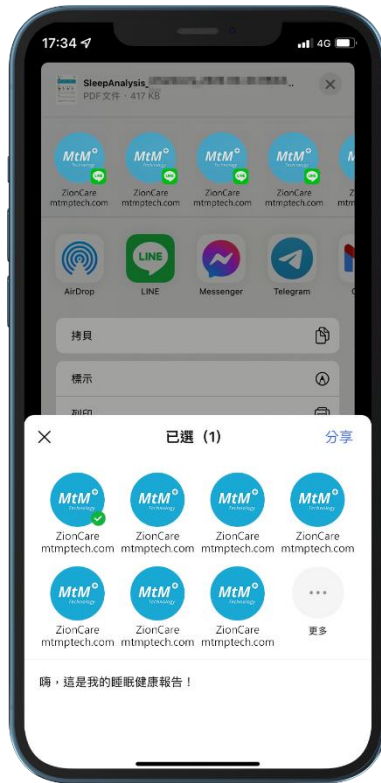 17:34
4G
SleepAnalysis_
PDF文件 · 417 KB
MtM° Technology
MtM° Technology
MtM° Technology
MtM° Technology
ZionCare mtmptech.com
ZionCare mtmptech.com
ZionCare mtmptech.com
ZionCare mtmptech.com
LINE
AirDrop
LINE
Messenger
Telegram
拷貝
標示
列印
已選（1）
分享
MtM° Technology
MtM° Technology
MtM° Technology
MtM° Technology
ZionCare mtmptech.com
ZionCare mtmptech.com
ZionCare mtmptech.com
ZionCare mtmptech.com
MtM° Technology
MtM° Technology
MtM° Technology
ZionCare mtmptech.com
ZionCare mtmptech.com
ZionCare mtmptech.com
更多
嗨，這是我的睡眠健康報告！